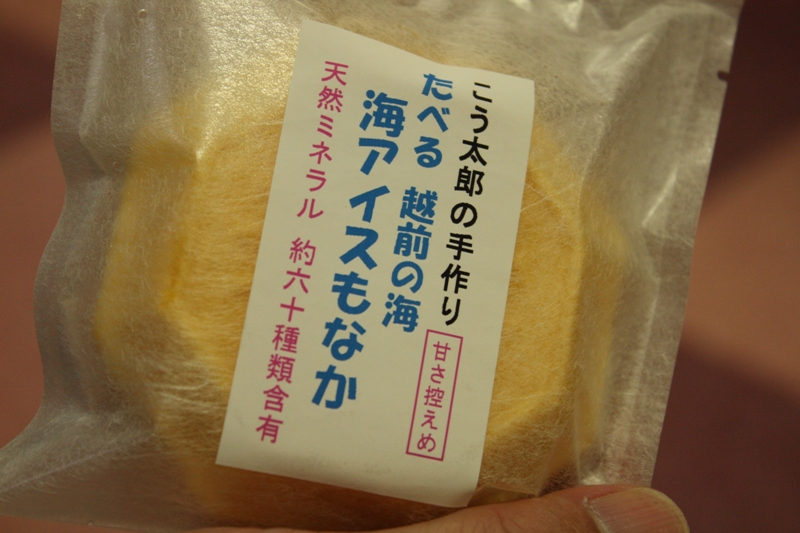 こう太郎の手作り
たべる 越前の海
海アイスもなか
天然ミネラル 約六十種類含有
甘さ控えめ